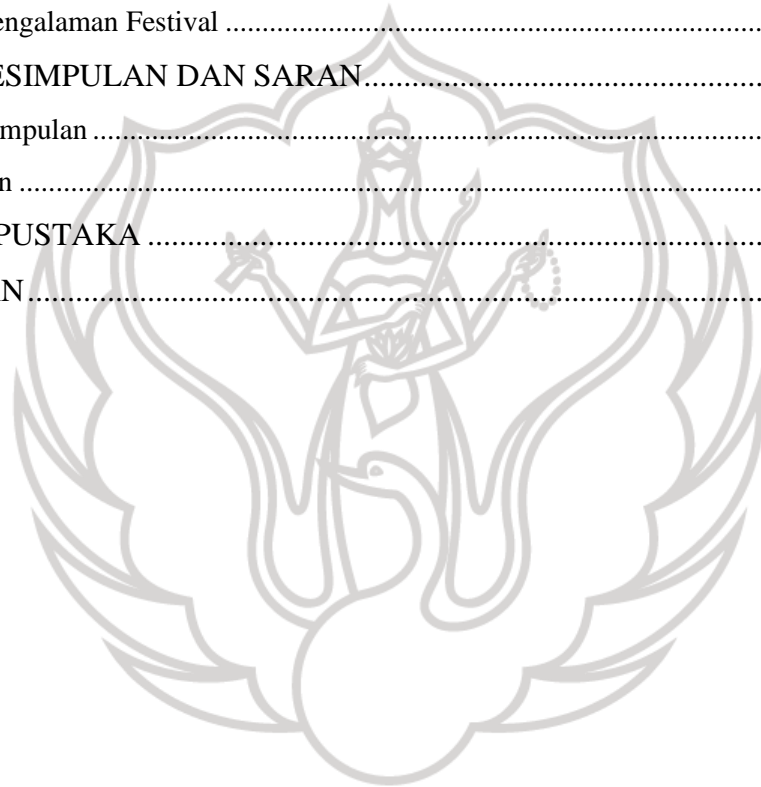 engalaman Festival ..........................................................................
ESIMPULAN DAN SARAN..................................................
mpulan ...........................................................................................
n ......................................................................................................
PUSTAKA .................................................................................
N..................................................................................................